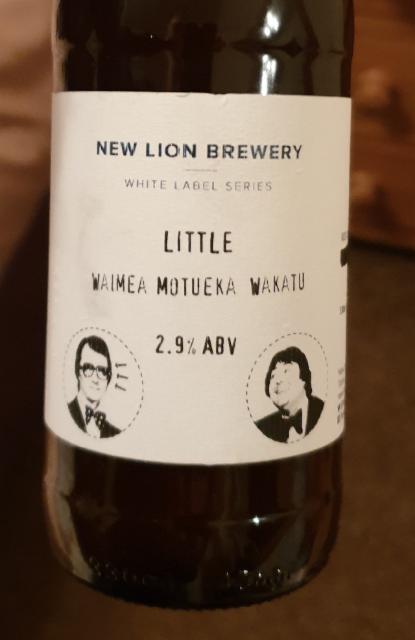 NEW LION BREWERY
WHITE LABEL SERIES
LITTLE
WAIMEA MOTUEKA WAKATU
2.9% ABV